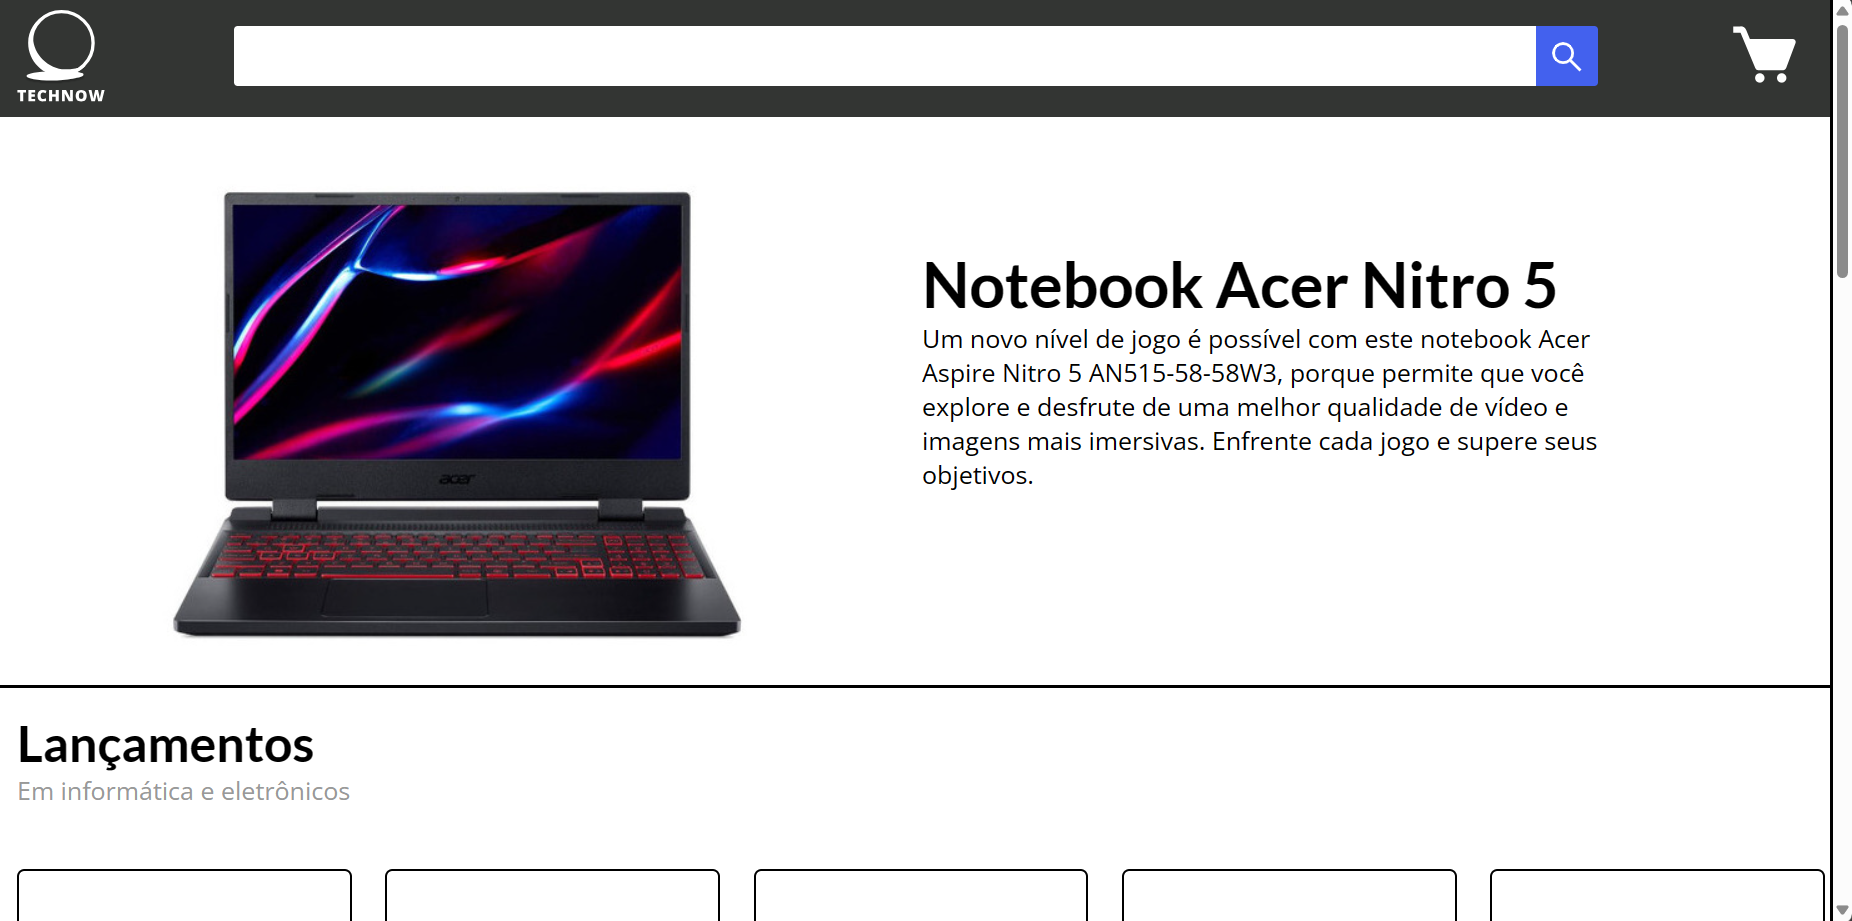 TECHNOW
acer
Notebook Acer Nitro 5
Um novo nível de jogo é possível com este notebook Acer
Aspire Nitro 5 AN515-58-58W3, porque permite que você
explore e desfrute de uma melhor qualidade de vídeo e
imagens mais imersivas. Enfrente cada jogo e supere seus
objetivos.
Lançamentos
Em informática e eletrônicos